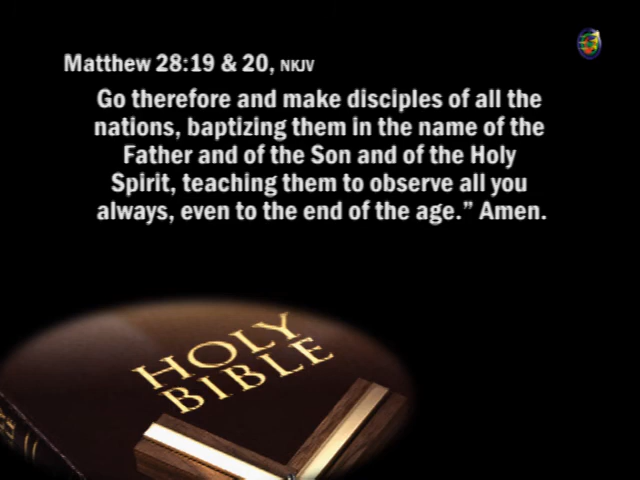 Matthew 28:19 & 20, NKJV
Go therefore and make disciples of all the
nations, baptizing them in the name of the
Father and of the Son and of the Holy
Spirit, teaching them to observe all you
always, even to the end of the age.” Amen.
HOLY
BIBLE